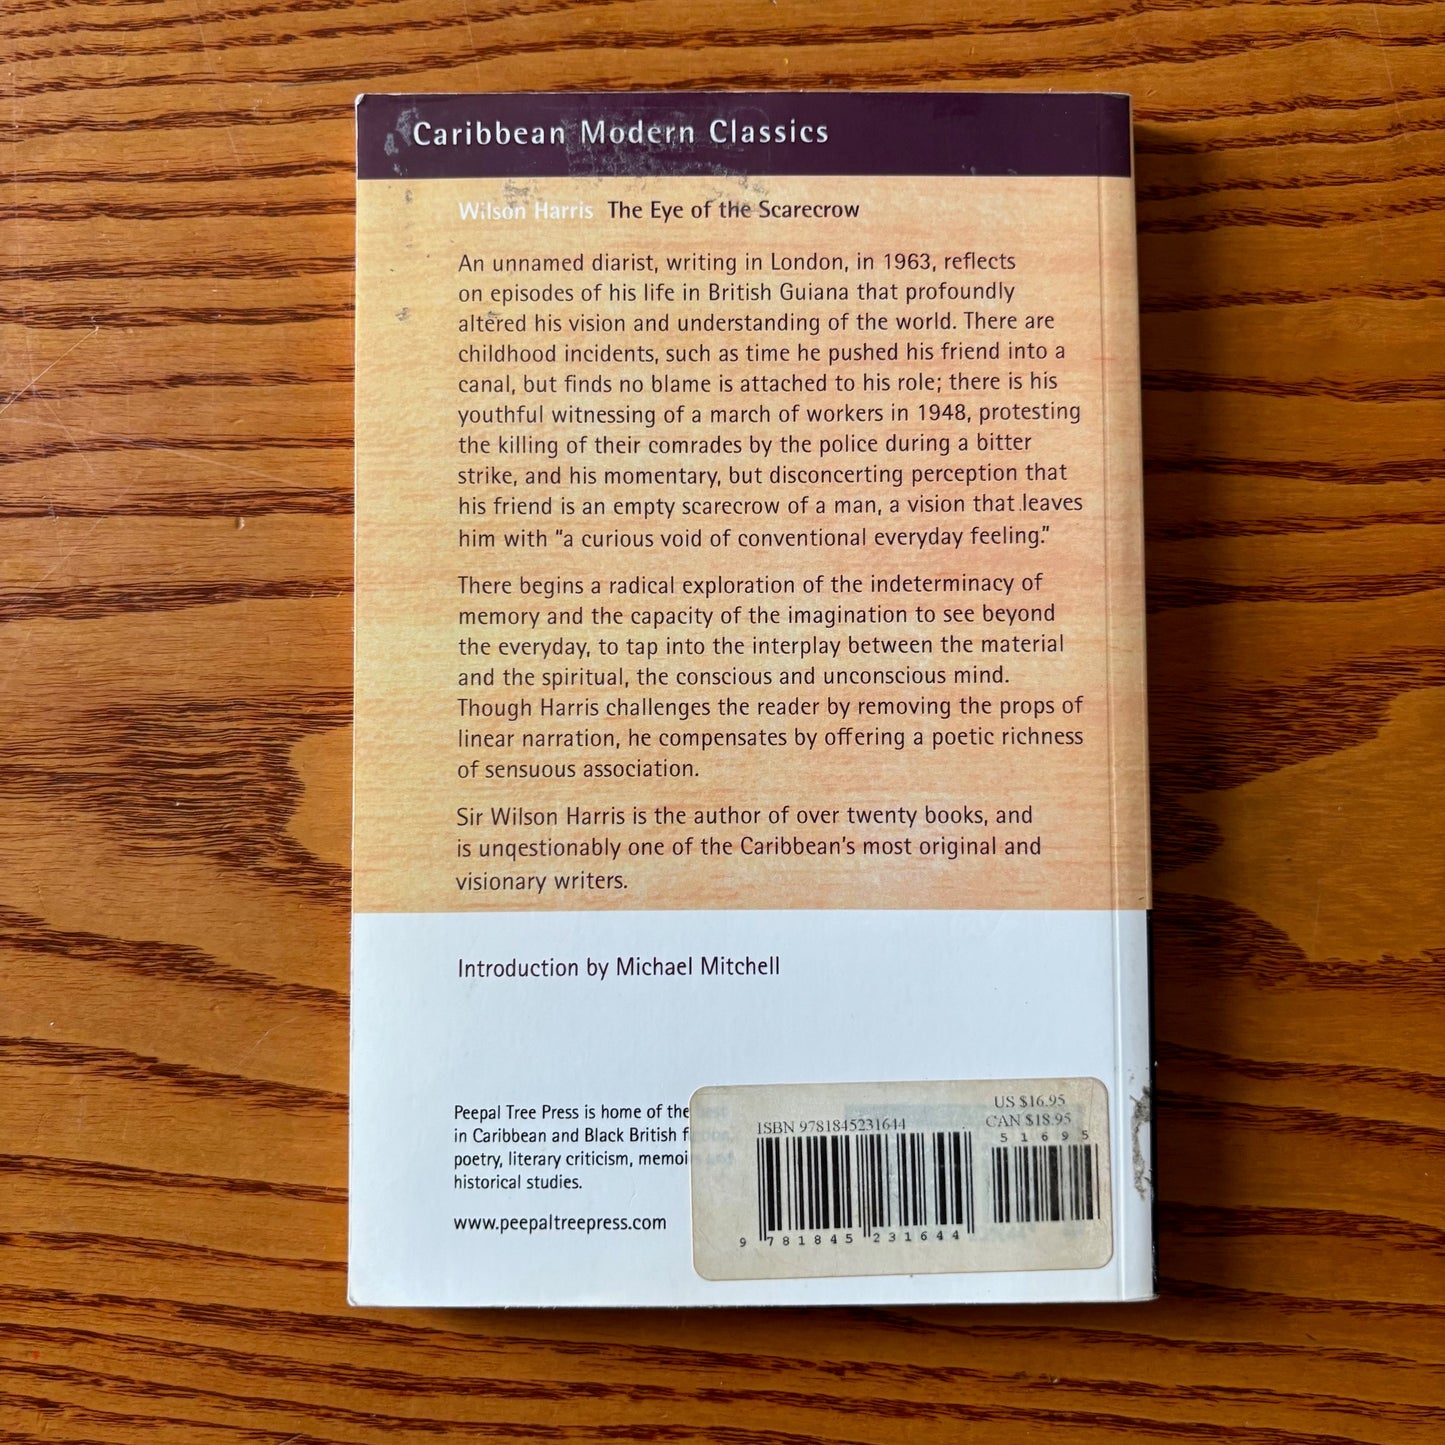 Caribbean Modern Classics
Wilson Harris The Eye of the Scarecrow
An unnamed diarist, writing in London, in 1963, reflects
on episodes of his life in British Guiana that profoundly
altered his vision and understanding of the world. There are
childhood incidents, such as time he pushed his friend into a
canal, but finds no blame is attached to his role; there is his
youthful witnessing of a march of workers in 1948, protesting
the killing of their comrades by the police during a bitter
strike, and his momentary, but disconcerting perception that
his friend is an empty scarecrow of a man, a vision that leaves
him with "a curious void of conventional everyday feeling."
There begins a radical exploration of the indeterminacy of
memory and the capacity of the imagination to see beyond
the everyday, to tap into the interplay between the material
and the spiritual, the conscious and unconscious mind.
Though Harris challenges the reader by removing the props of
linear narration, he compensates by offering a poetic richness
of sensuous association.
Sir Wilson Harris is the author of over twenty books, and
is unqestionably one of the Caribbean's most original and
visionary writers.
Introduction by Michael Mitchell
Peepal Tree Press is home of the
in Caribbean and Black British
poetry, literary criticism,
historical studies.
www.peepaltreepress.com
US $16.95
CAN $18.95
ISBN 9781845231644
51695
9 781845 231644